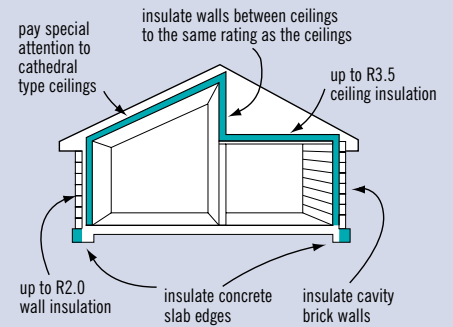 pay special
attention to
cathedral
type ceilings
insulate walls between ceilings
to the same rating as the ceilings
up to R3.5
ceiling insulation
up to R2.0
wall insulation
insulate concrete
slab edges
insulate cavity
brick walls